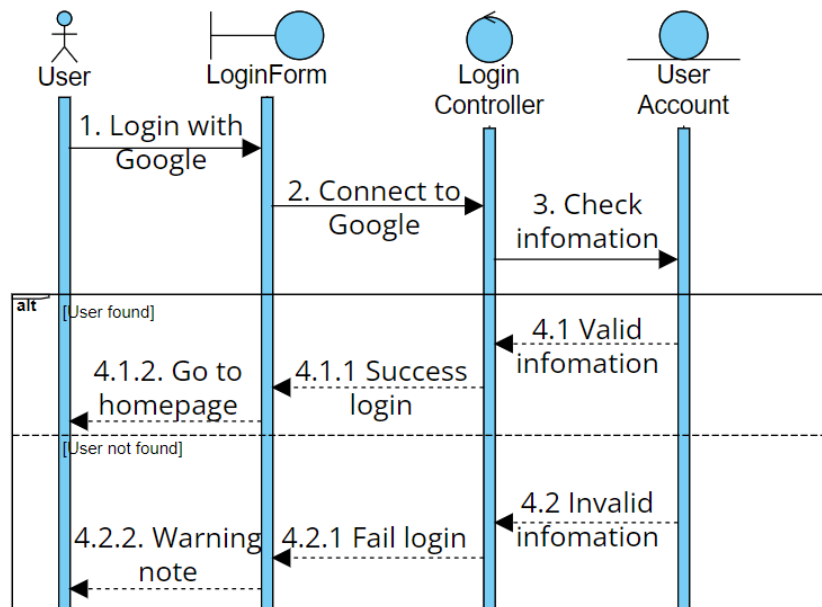 User
LoginForm
Login
Controller
User
Account
1. Login with
Google
2. Connect to
Google
3. Check
infomation
alt
[User found]
4.1 Valid
infomation
4.1.1 Success
login
4.1.2. Go to
homepage
[User not found]
4.2 Invalid
infomation
4.2.1 Fail login
4.2.2. Warning
note